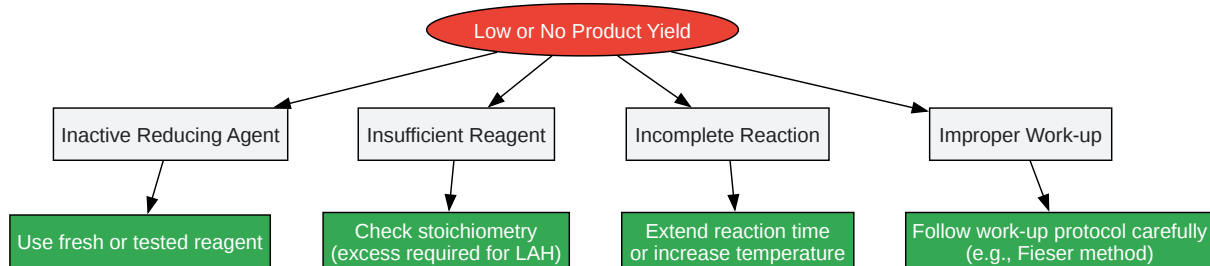 Low or No Product Yield
Inactive Reducing Agent
Insufficient Reagent
Incomplete Reaction
Improper Work-up
Use fresh or tested reagent
Check stoichiometry
(excess required for LAH)
Extend reaction time
or increase temperature
Follow work-up protocol carefully
(e.g., Fieser method)